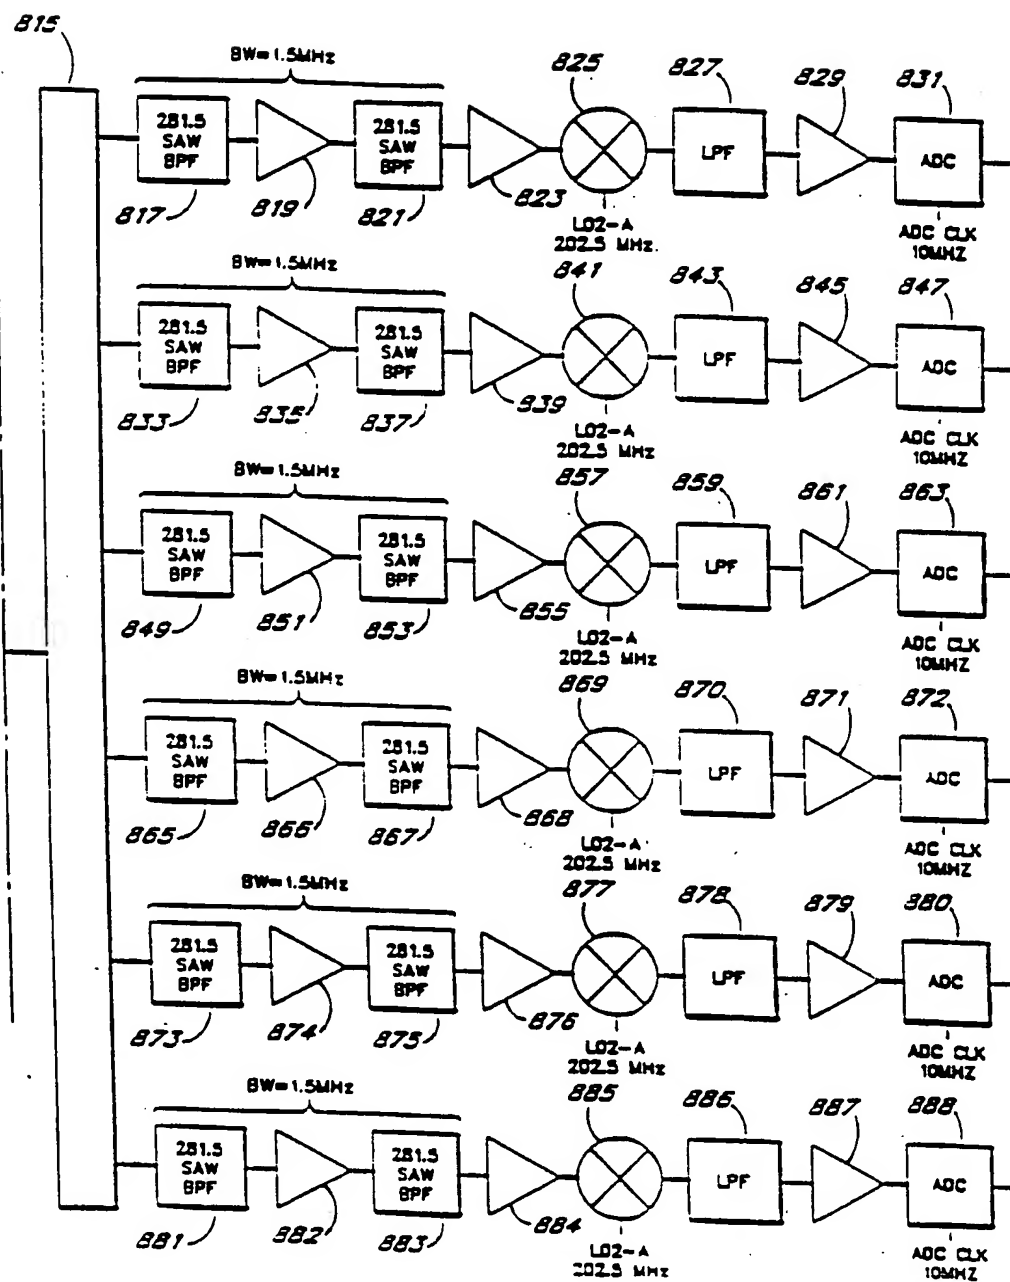 815
BW=1.5MHz
825
827
829
831
281.5
SAW
BPF
281.5
SAW
BPF
LPF
ADC
817
819
821
823
LO2-A
202.5 MHz.
ADC CLK
10MHZ
BW=1.5MHz
841
843
845
847
281.5
SAW
BPF
281.5
SAW
BPF
LPF
ADC
833
835
837
839
LO2-A
202.5 MHz
ADC CLK
10MHZ
BW=1.5MHz
857
859
861
863
281.5
SAW
BPF
281.5
SAW
BPF
LPF
ADC
849
851
853
855
LO2-A
202.5 MHz
ADC CLK
10MHZ
BW=1.5MHz
869
870
871
872
281.5
SAW
BPF
281.5
SAW
BPF
LPF
ADC
865
866
867
868
LO2-A
202.5 MHz
ADC CLK
10MHZ
BW=1.5MHz
877
878
879
880
281.5
SAW
BPF
281.5
SAW
BPF
LPF
ADC
873
874
875
876
LO2-A
202.5 MHz
ADC CLK
10MHZ
BW=1.5MHz
885
886
887
888
281.5
SAW
BPF
281.5
SAW
BPF
LPF
ADC
881
882
883
884
LO2-A
202.5 MHz
ADC CLK
10MHZ